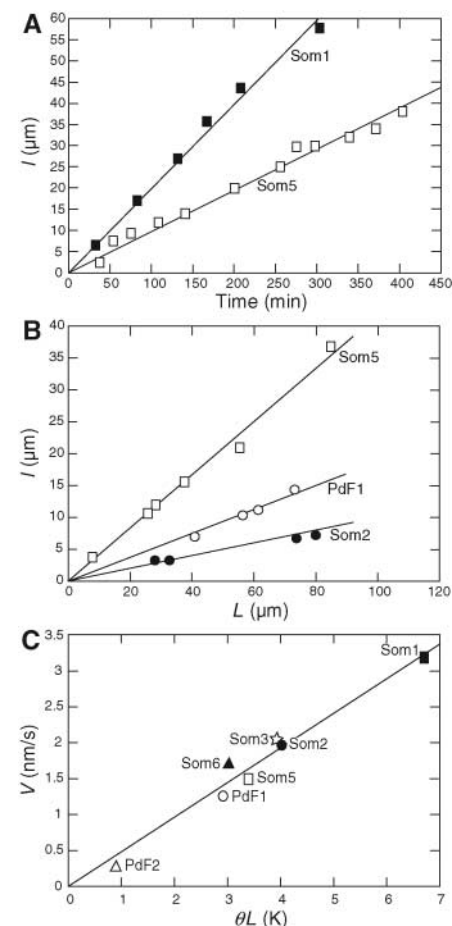 A
60
55
50
45
40
35
30
25
20
15
10
5
0
l (µm)
Som1
Som5
0 50 100 150 200 250 300 350 400 450
Time (min)
B
40
35
30
25
20
15
10
5
0
l (µm)
Som5
PdF1
Som2
0 20 40 60 80 100 120
L (µm)
C
3.5
3
2.5
2
1.5
1
0.5
0
V (nm/s)
Som1
Som3
Som2
Som6
Som5
PdF1
PdF2
0 1 2 3 4 5 6 7
θL (K)